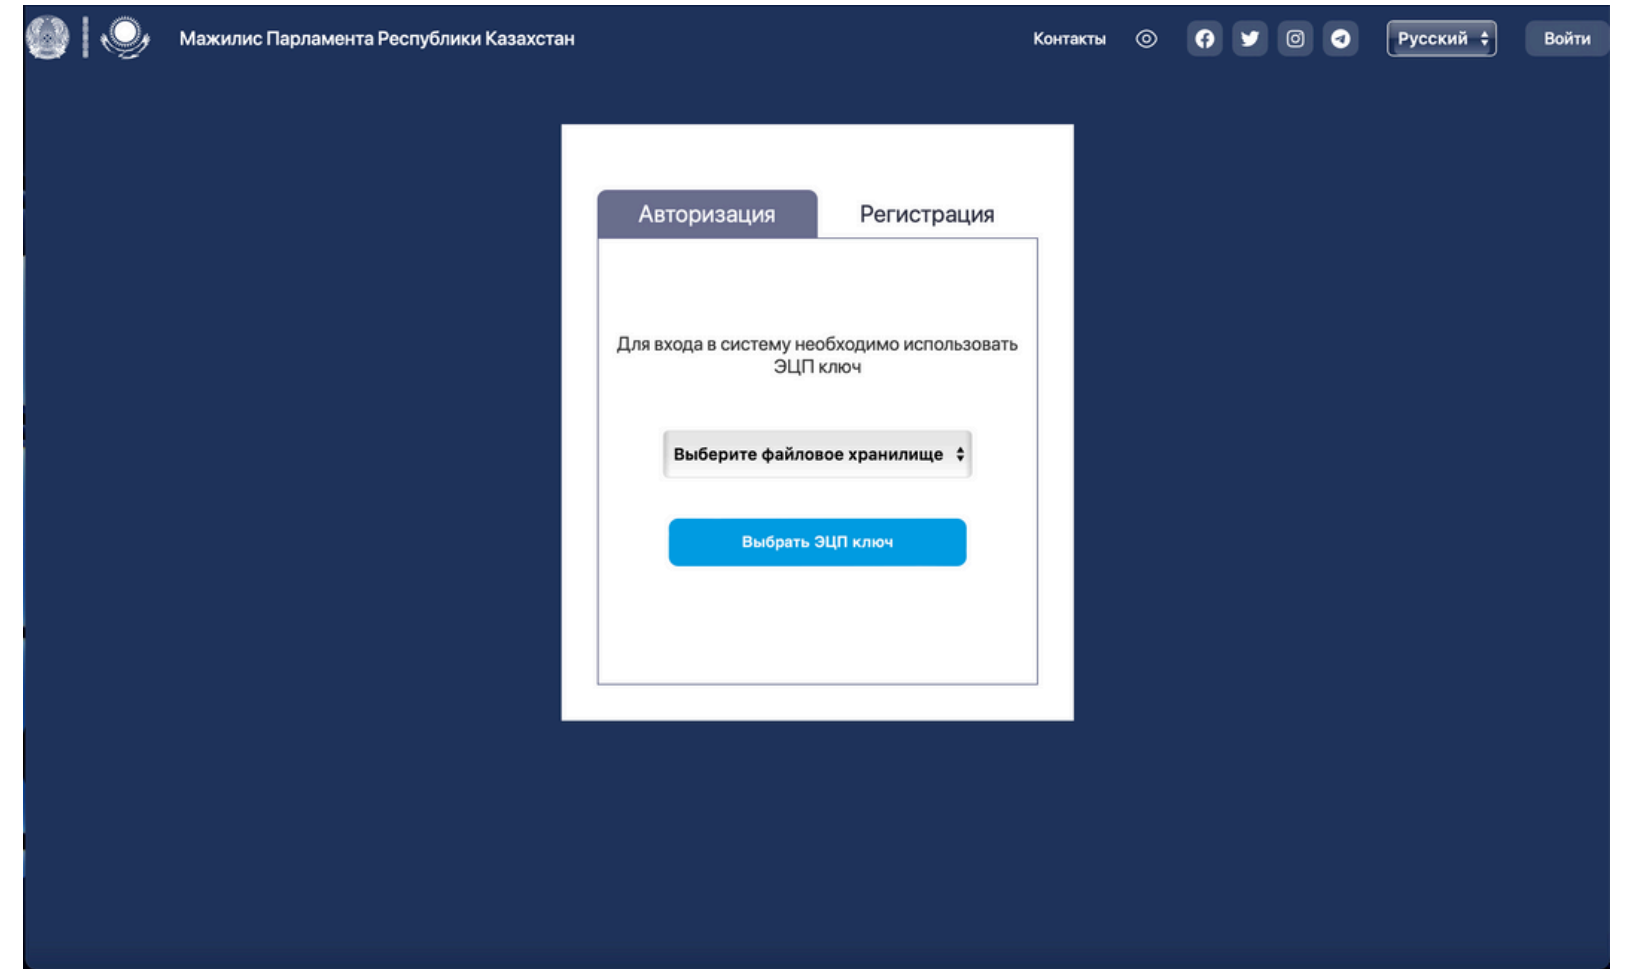 Мажилис Парламента Республики Казахстан
Контакты
Русский
Войти
Авторизация
Регистрация
Для входа в систему необходимо использовать
ЭЦП ключ
Выберите файловое хранилище
Выбрать ЭЦП ключ